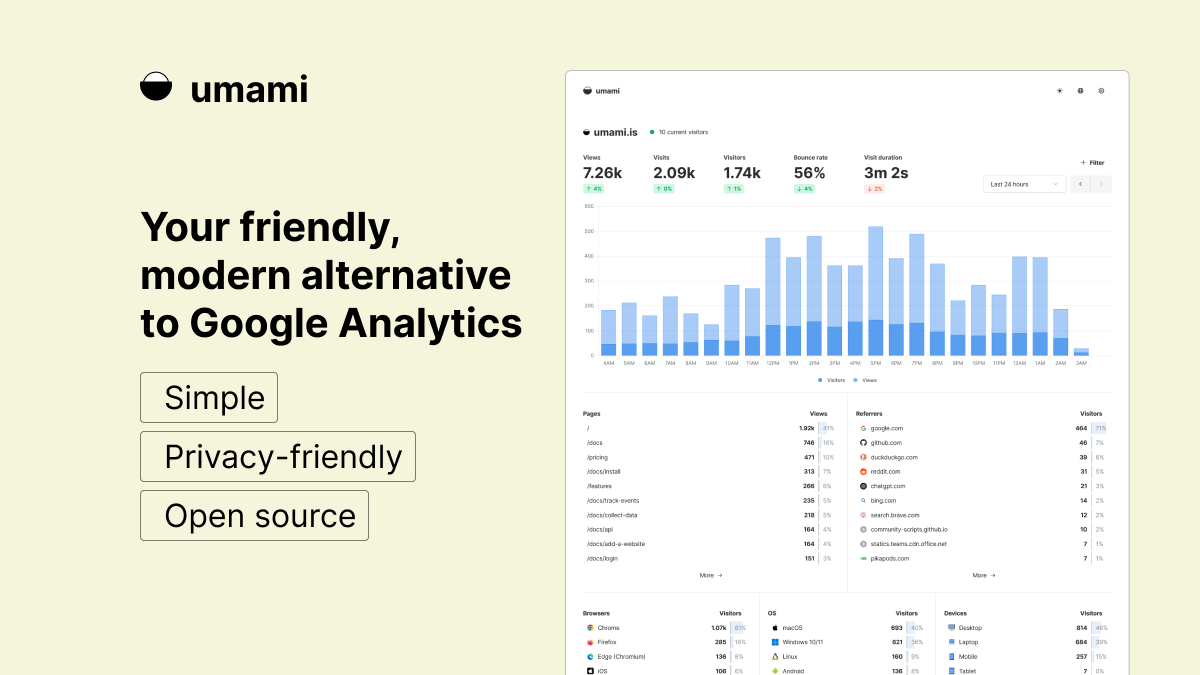 umami
Your friendly,
modern alternative
to Google Analytics
Simple
Privacy-friendly
Open source
umami
umami.is 10 current visitors
Views Visits Visitors Bounce rate Visit duration
7.26k 2.09k 1.74k 56% 3m 2s
↑ 4% ↑ 0% ↑ 1% ↓ 4% ↓ 2%
+ Filter
Last 24 hours
600
500
400
300
200
100
0
4AM 5AM 6AM 7AM 8AM 9AM 10AM 11AM 12PM 1PM 2PM 3PM 4PM 5PM 6PM 7PM 8PM 9PM 10PM 11PM 12AM 1AM 2AM 3AM
Visitors Views
Pages Views
/ 1.92k 41%
/docs 746 16%
/pricing 471 10%
/docs/install 313 7%
/features 266 6%
/docs/track-events 235 5%
/docs/collect-data 218 5%
/docs/api 164 4%
/docs/add-a-website 164 4%
/docs/login 151 3%
More →
Referrers Visitors
google.com 464 71%
github.com 46 7%
duckduckgo.com 39 6%
reddit.com 31 5%
chatgpt.com 21 3%
bing.com 14 2%
search.brave.com 12 2%
community-scripts.github.io 10 2%
statics.teams.cdn.office.net 7 1%
pikapods.com 7 1%
More →
Browsers Visitors
Chrome 1.07k 61%
Firefox 285 16%
Edge (Chromium) 136 8%
iOS 106 6%
OS Visitors
macOS 693 40%
Windows 10/11 621 36%
Linux 160 9%
Android 136 8%
Devices Visitors
Desktop 814 46%
Laptop 684 39%
Mobile 257 15%
Tablet 7 0%